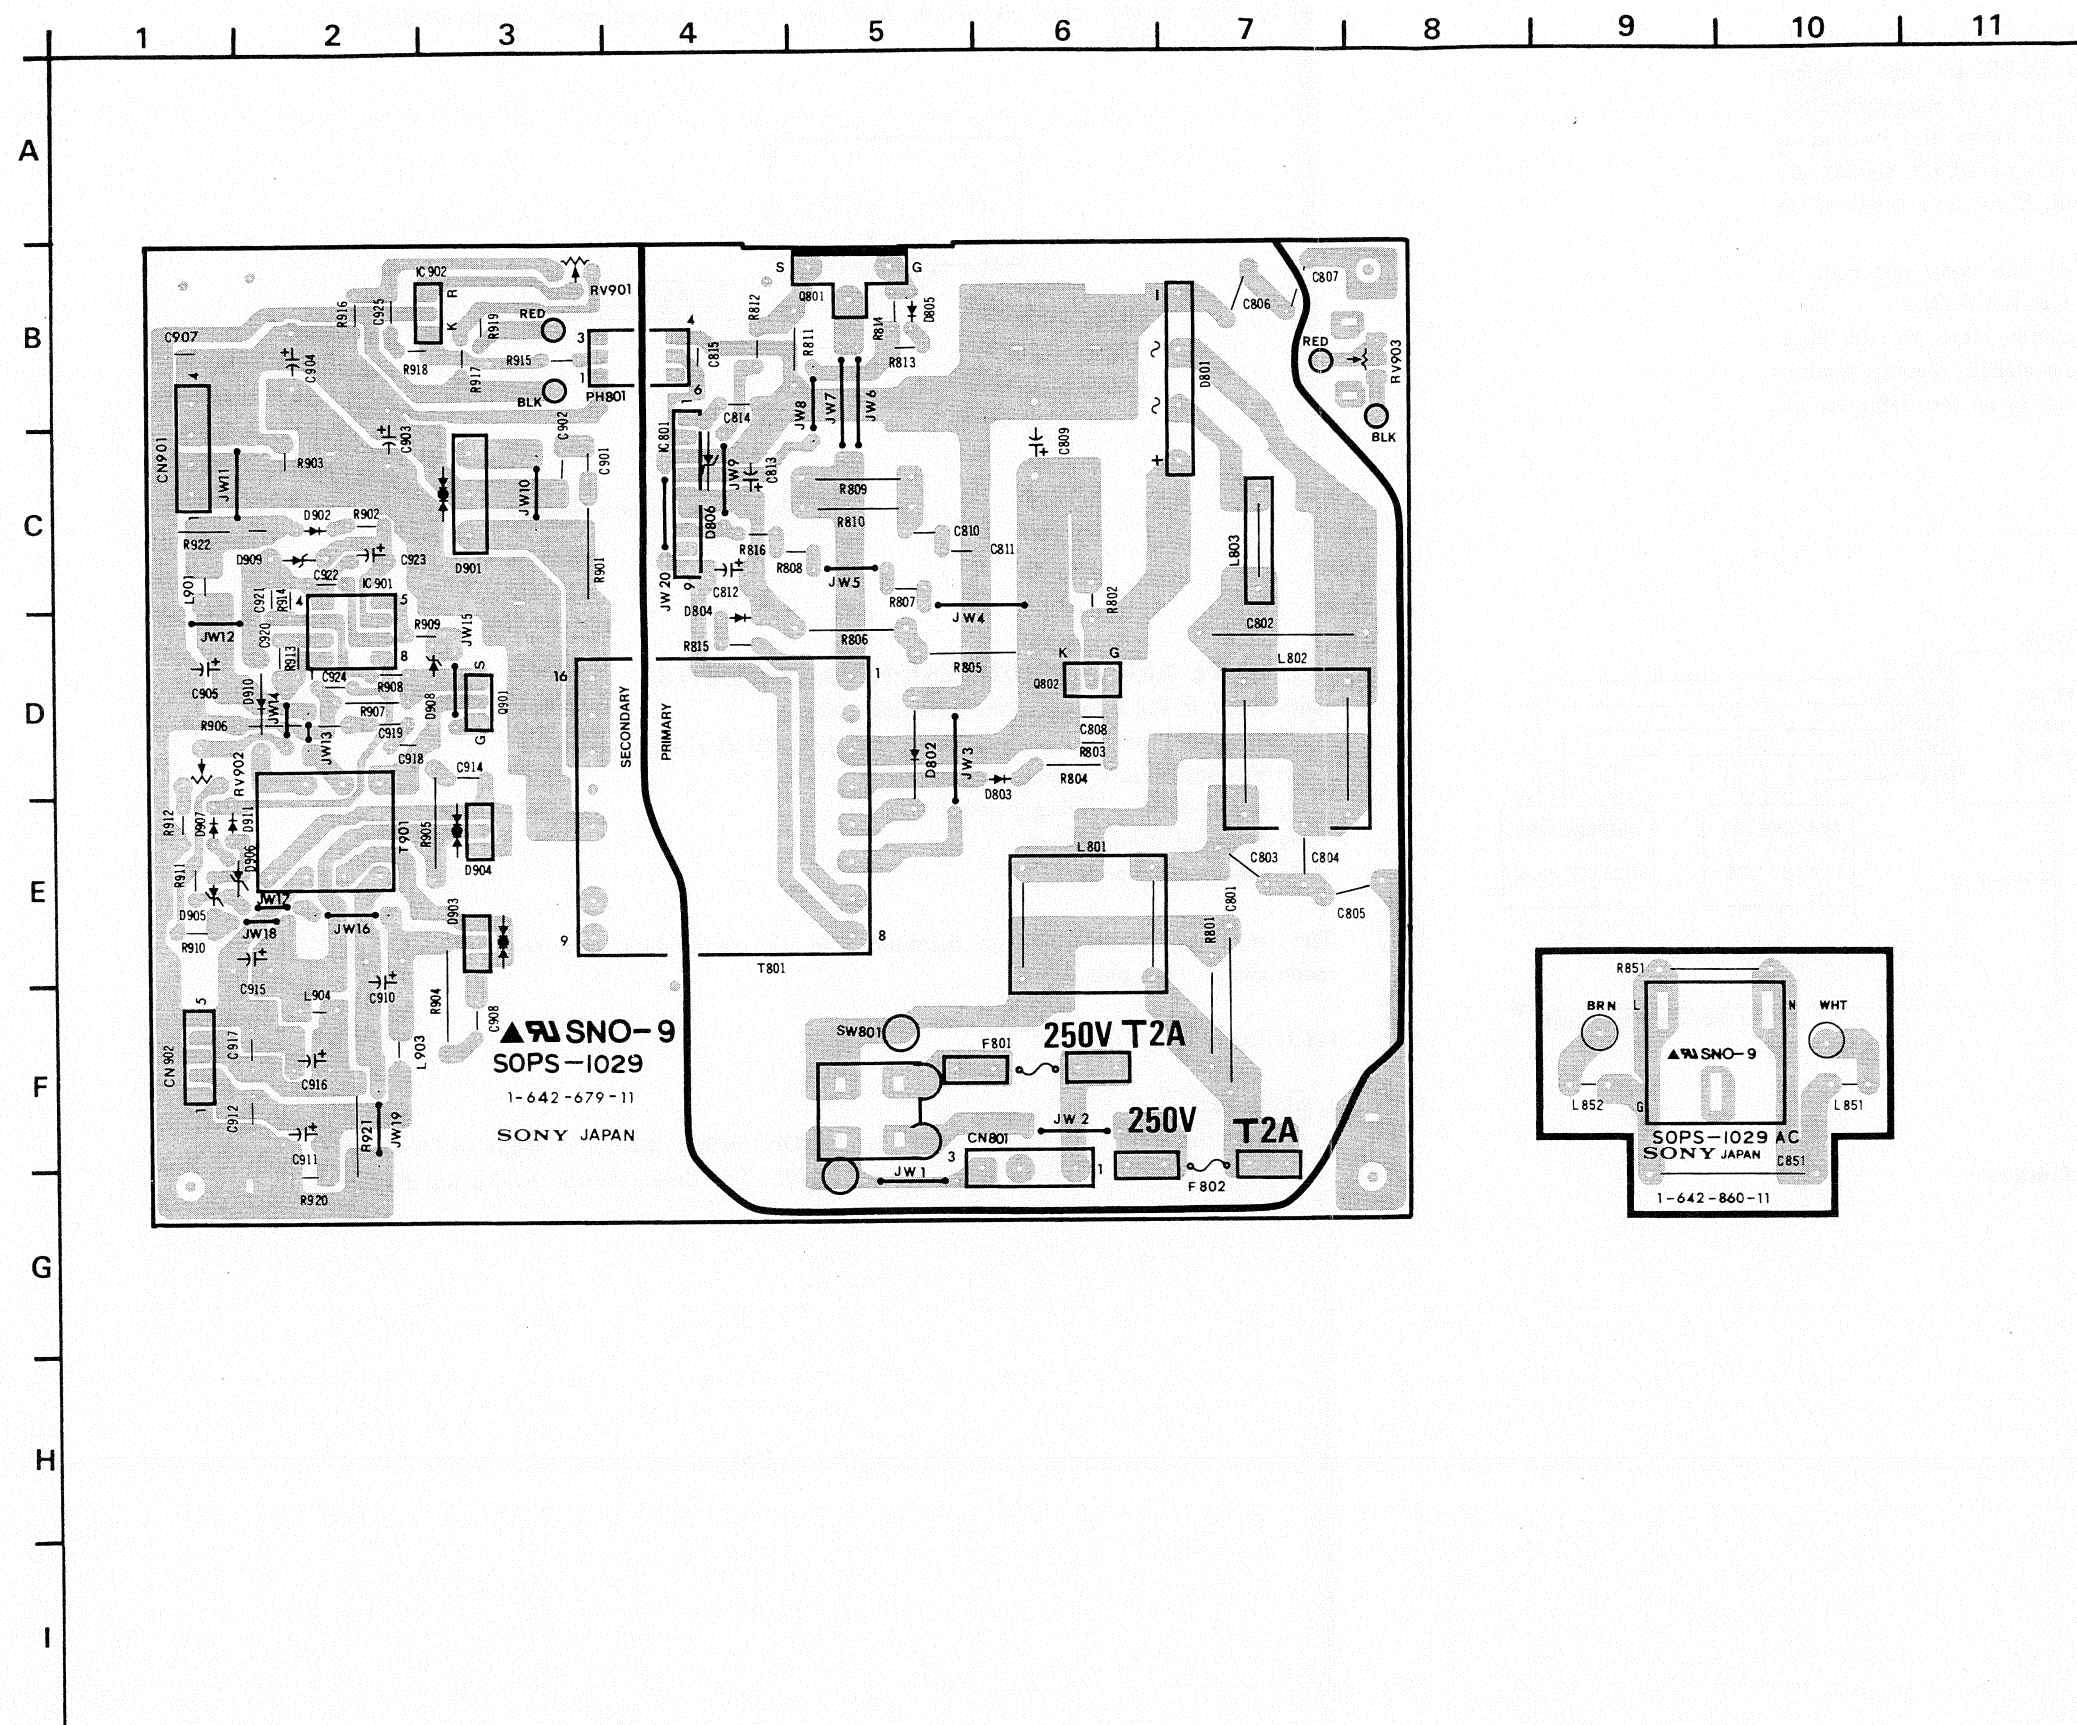 1 2 3 4 5 6 7 8 9 10 11
A
B
C
D
E
F
G
H
I
IC902
R
K
R916
C925
R919
RED
RV901
C907
C904
R918
R917
R915
3
1
PH801
BLK
4
6
C815
R812
S
G
Q801
R811
R814
D805
R813
D801
C806
C807
RED
RV903
BLK
4
CN901
1
JW11
R903
C903
C902
C901
JW10
IC801
1
C814
JW8
JW7
JW6
JW9
C813
D806
R809
R810
C809
+
D902
R902
R922
D909
C923
C922
IC901
L901
C921
R914
4
5
D901
R901
JW20
9
R816
C812
R808
JW5
C810
C811
R807
R802
L803
D804
JW4
JW12
C920
R913
1
8
R909
JW15
R815
R806
R805
C802
C905
D910
C924
R908
JW14
R907
D908
S
Q901
G
16
SECONDARY
PRIMARY
1
K
G
Q802
L802
R906
JW13
C919
C918
C808
R803
RV902
C914
D802
JW3
D803
R804
R912
D907
D911
T901
R905
D904
L801
C803
C804
R911
D906
D905
JW17
JW18
JW16
D903
R910
9
8
T801
R801
C801
C805
C915
C910
L904
R904
C908
5
CN902
1
C917
C916
L903
C912
C911
R921
JW19
R920
SNO-9
SOPS-1029
1-642-679-11
SONY JAPAN
SW801
F801
250V T2A
250V T2A
JW2
CN801
3
1
JW1
F802
R851
BRN
L
N
WHT
SNO-9
L852
G
L851
SOPS-1029 AC
SONY JAPAN
C851
1-642-860-11